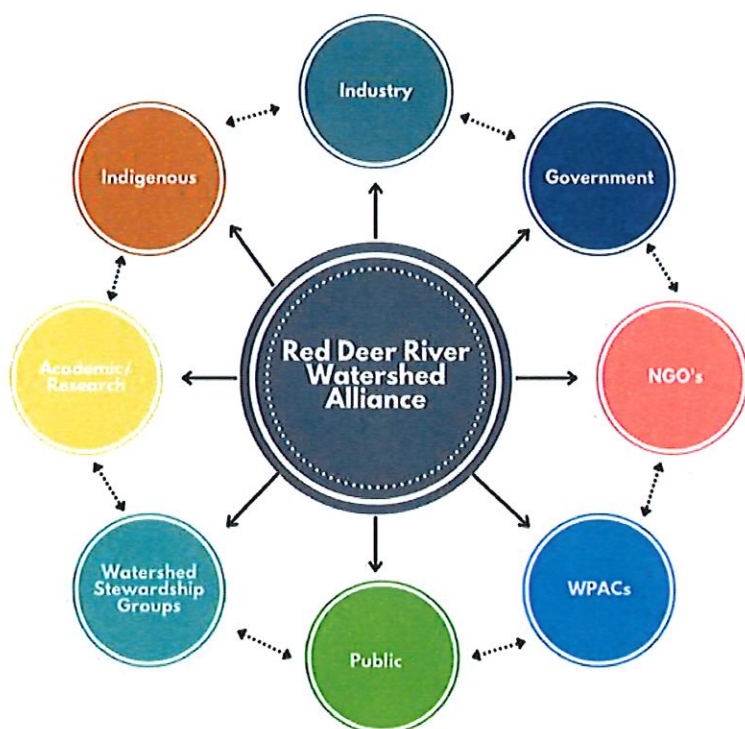 Industry
Indigenous
Government
Academic/
Research
Red Deer River
Watershed
Alliance
NGO's
Watershed
Stewardship
Groups
WPACs
Public